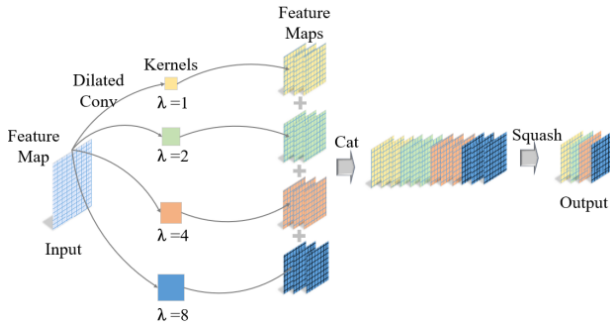 Feature
Maps
Kernels
Dilated
Conv
λ =1
Feature
Map
λ =2
Cat
Squash
λ =4
Input
Output
λ =8
+
+
+